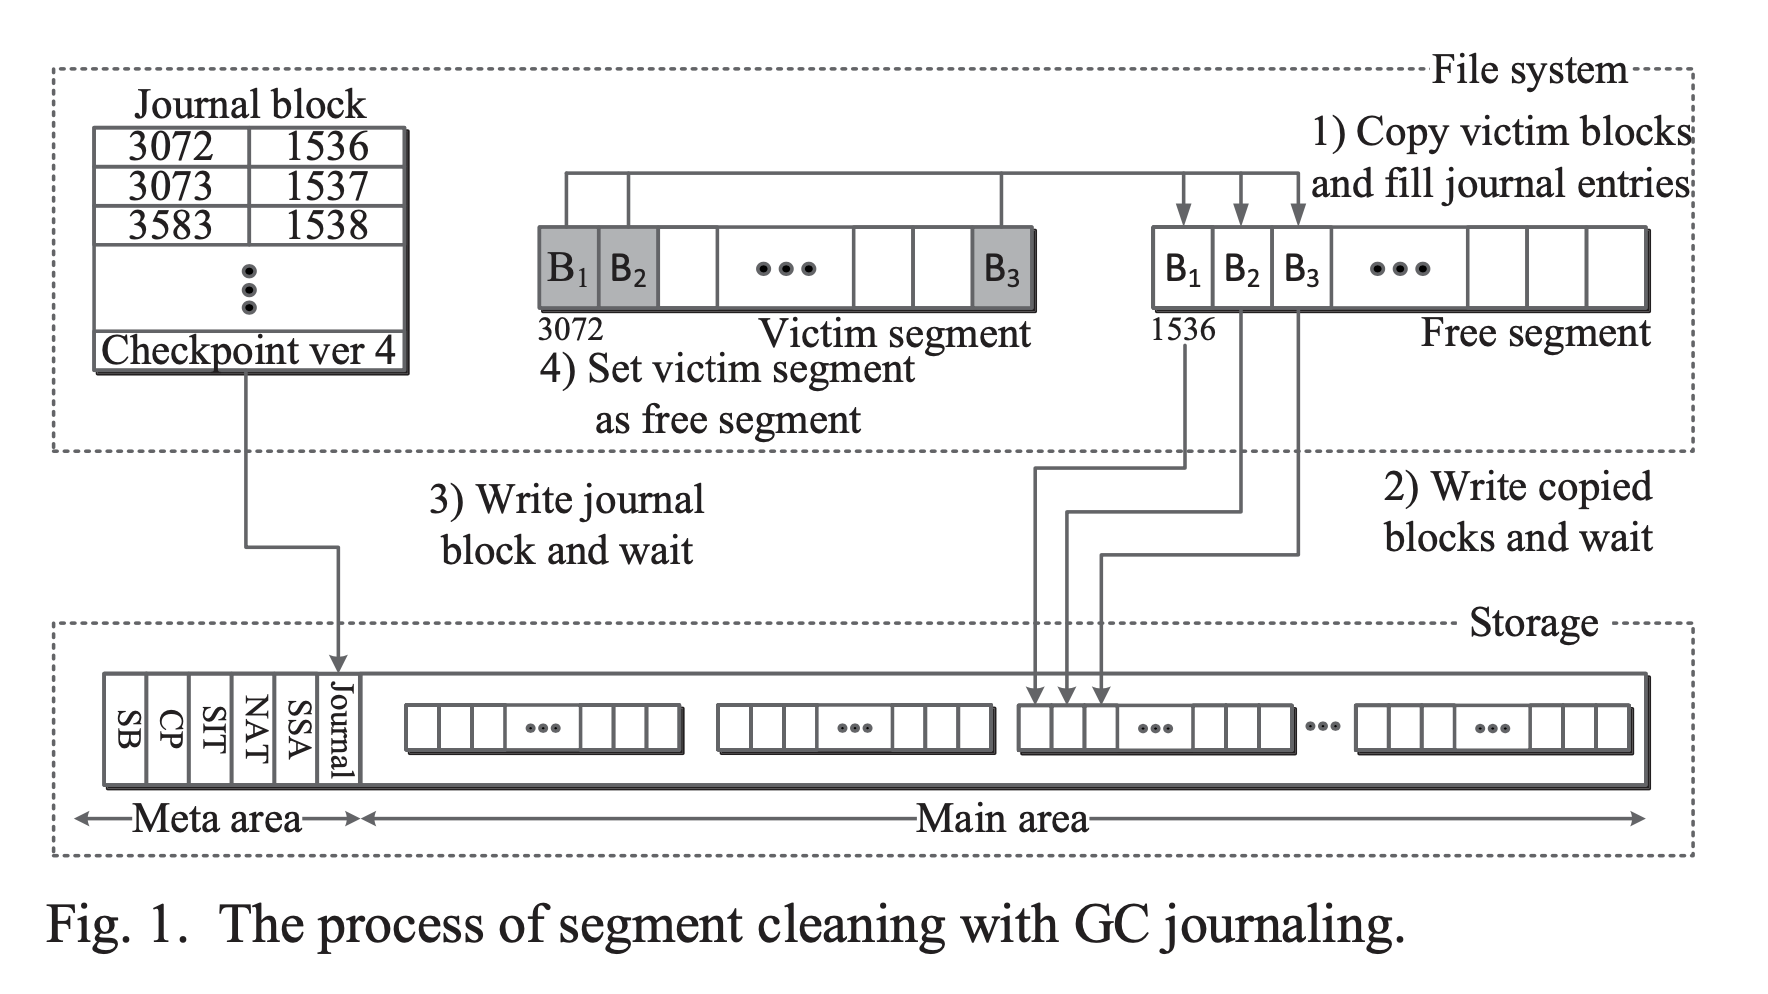 File system
Journal block
3072 1536
3073 1537
3583 1538
Checkpoint ver 4
1) Copy victim blocks
and fill journal entries
B1 B2 B3
3072
Victim segment
4) Set victim segment
as free segment
B1 B2 B3
1536
Free segment
3) Write journal
block and wait
2) Write copied
blocks and wait
Storage
SB
CP
SIT
NAT
SSA
Journal
Meta area
Main area
Fig. 1. The process of segment cleaning with GC journaling.